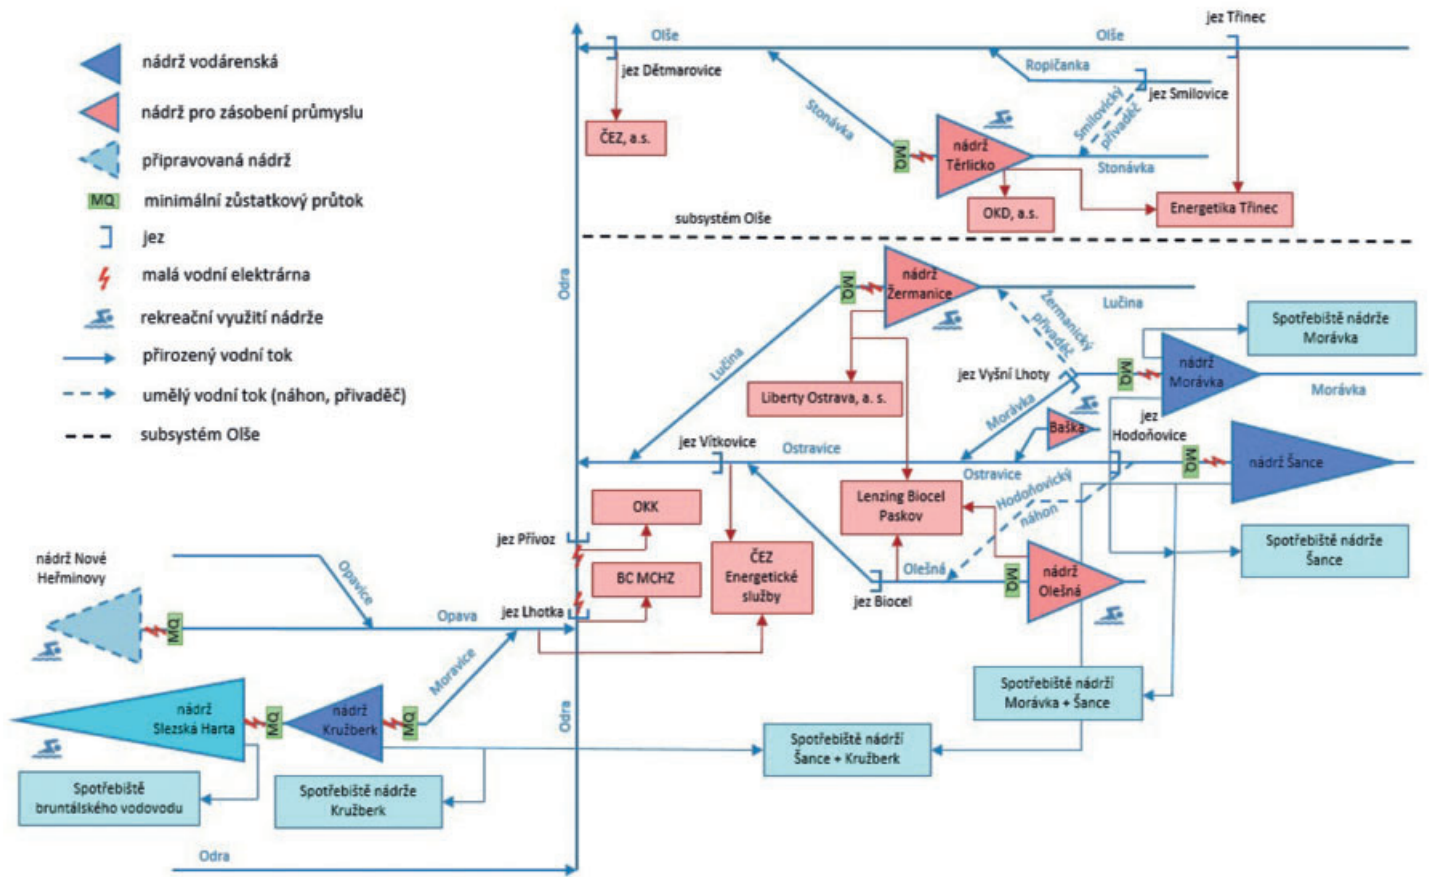 nádrž vodárenská
nádrž pro zásobení průmyslu
připravovaná nádrž
MQ minimální zůstatkový průtok
jez
malá vodní elektrárna
rekreační využití nádrže
přirozený vodní tok
umělý vodní tok (náhon, přivaděč)
subsystém Olše
jez Třinec
Olše
Olše
jez Dětmarovice
Ropičanka
jez Smilovice
Smilovický
přivaděč
Stonávka
ČEZ, a.s.
MQ
nádrž
Těrlicko
Stonávka
OKD, a.s.
Energetika Třinec
subsystém Olše
Odra
MQ
nádrž
Žermanice
Žermanický
přivaděč
Lučina
Spotřebiště nádrže
Morávka
Lučina
jez Vyšní Lhoty
MQ
nádrž
Morávka
Morávka
Liberty Ostrava, a. s.
Morávka
Baška
jez
Hodoňovice
jez Vítkovice
Ostravice
Ostravice
MQ
nádrž Šance
Hodoňovický
náhon
Lenzing Biocel
Paskov
OKK
jez Přívoz
Spotřebiště nádrže
Šance
nádrž Nové
Heřminovy
Opavice
BC MCHZ
ČEZ
Energetické
služby
Olešná
MQ
nádrž
Olešná
jez Biocel
jez Lhotka
Opava
MQ
Moravice
Spotřebiště nádrží
Morávka + Šance
nádrž
Slezská Harta
MQ
nádrž
Kružberk
MQ
Odra
Spotřebiště nádrží
Šance + Kružberk
Spotřebiště
bruntálského vodovodu
Spotřebiště nádrže
Kružberk
Odra